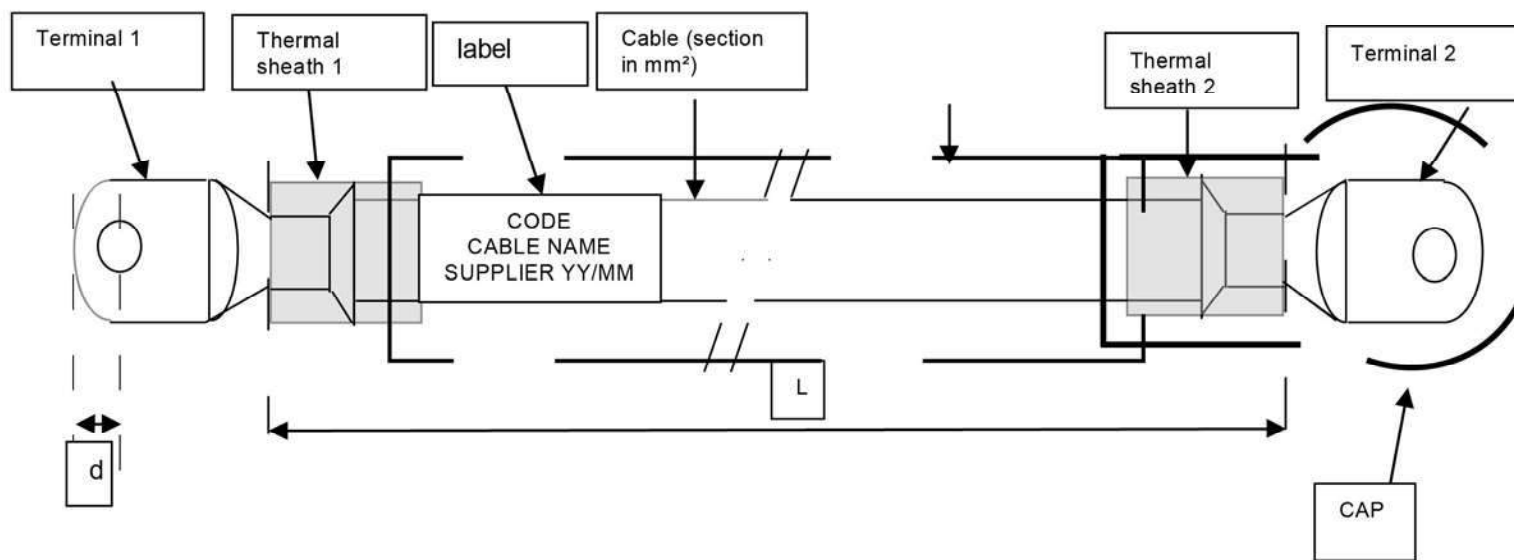 Terminal 1
Thermal
sheath 1
label
Cable (section
in mm²)
Thermal
sheath 2
Terminal 2
CODE
CABLE NAME
SUPPLIER YY/MM
L
d
CAP